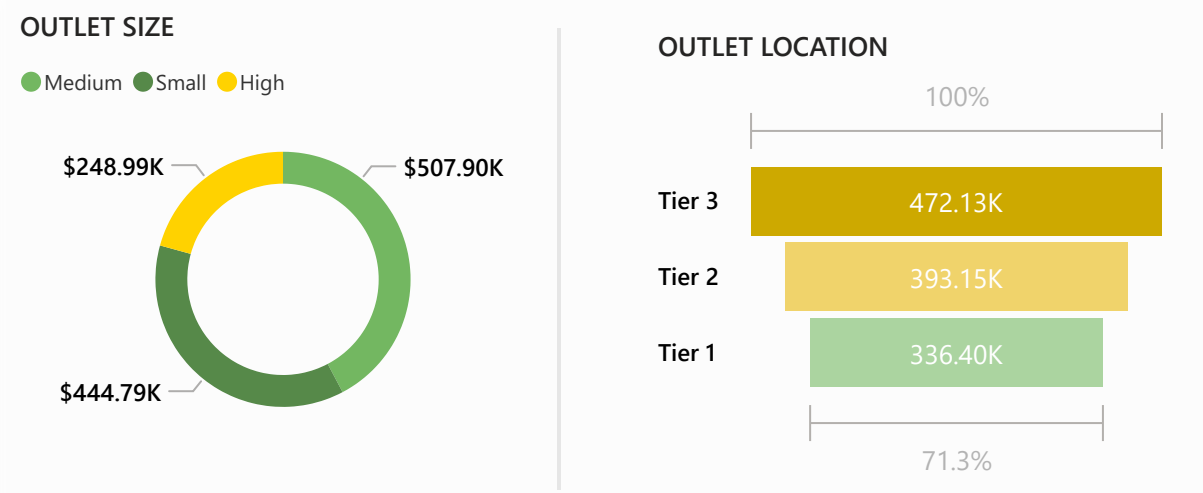 OUTLET SIZE
Medium Small High
$248.99K
$507.90K
$444.79K
OUTLET LOCATION
100%
Tier 3 472.13K
Tier 2 393.15K
Tier 1 336.40K
71.3%